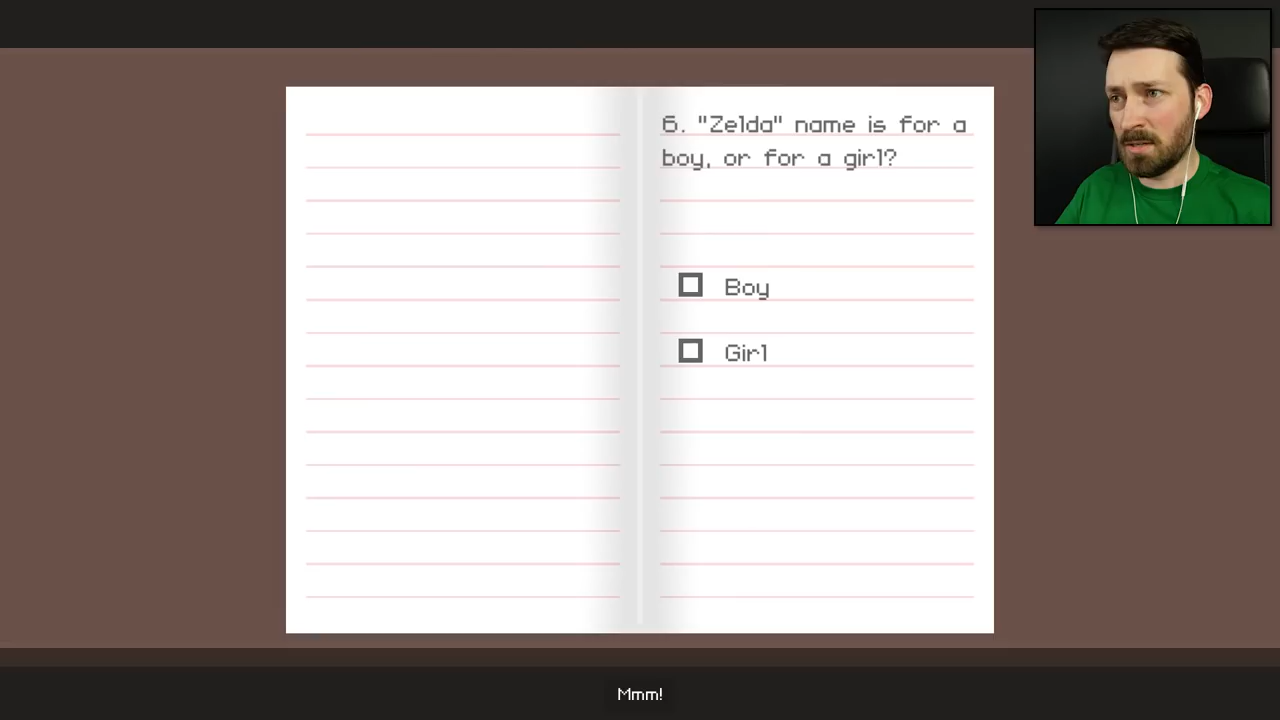 6. "Zelda" name is for a
boy, or for a girl?
Boy
Girl
Mmm!